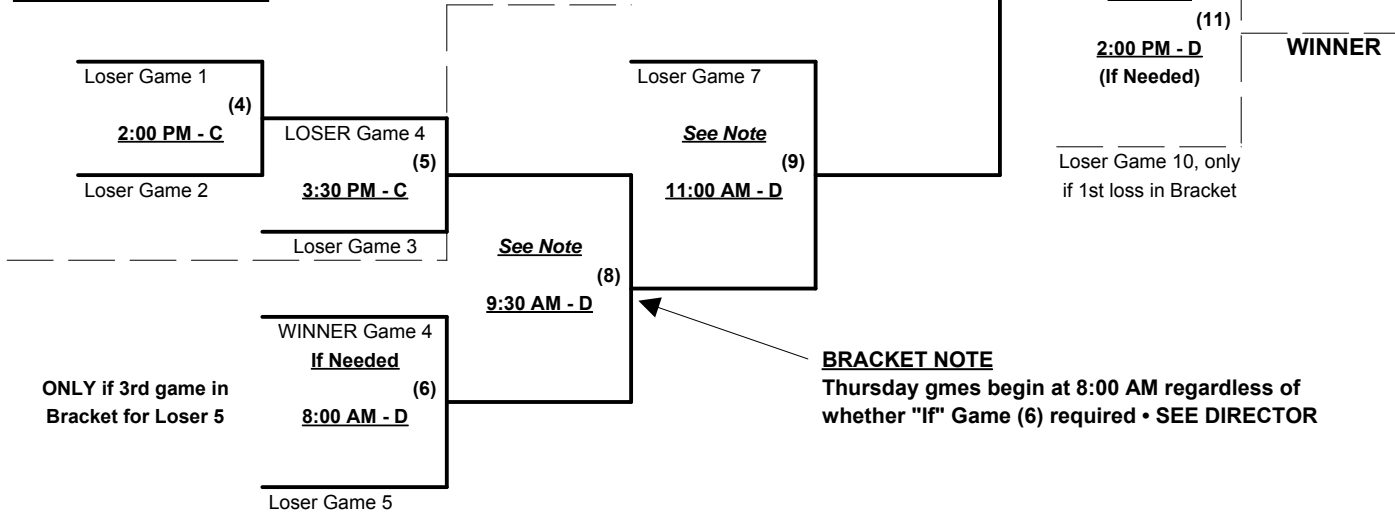 (11)
2:00 PM - D
(If Needed)
WINNER
Loser Game 10, only
if 1st loss in Bracket
Loser Game 1
(4)
2:00 PM - C
Loser Game 2
LOSER Game 4
(5)
3:30 PM - C
Loser Game 3
Loser Game 7
See Note
(9)
11:00 AM - D
See Note
(8)
9:30 AM - D
WINNER Game 4
If Needed
(6)
8:00 AM - D
Loser Game 5
ONLY if 3rd game in
Bracket for Loser 5
BRACKET NOTE
Thursday gmes begin at 8:00 AM regardless of
whether "If" Game (6) required • SEE DIRECTOR